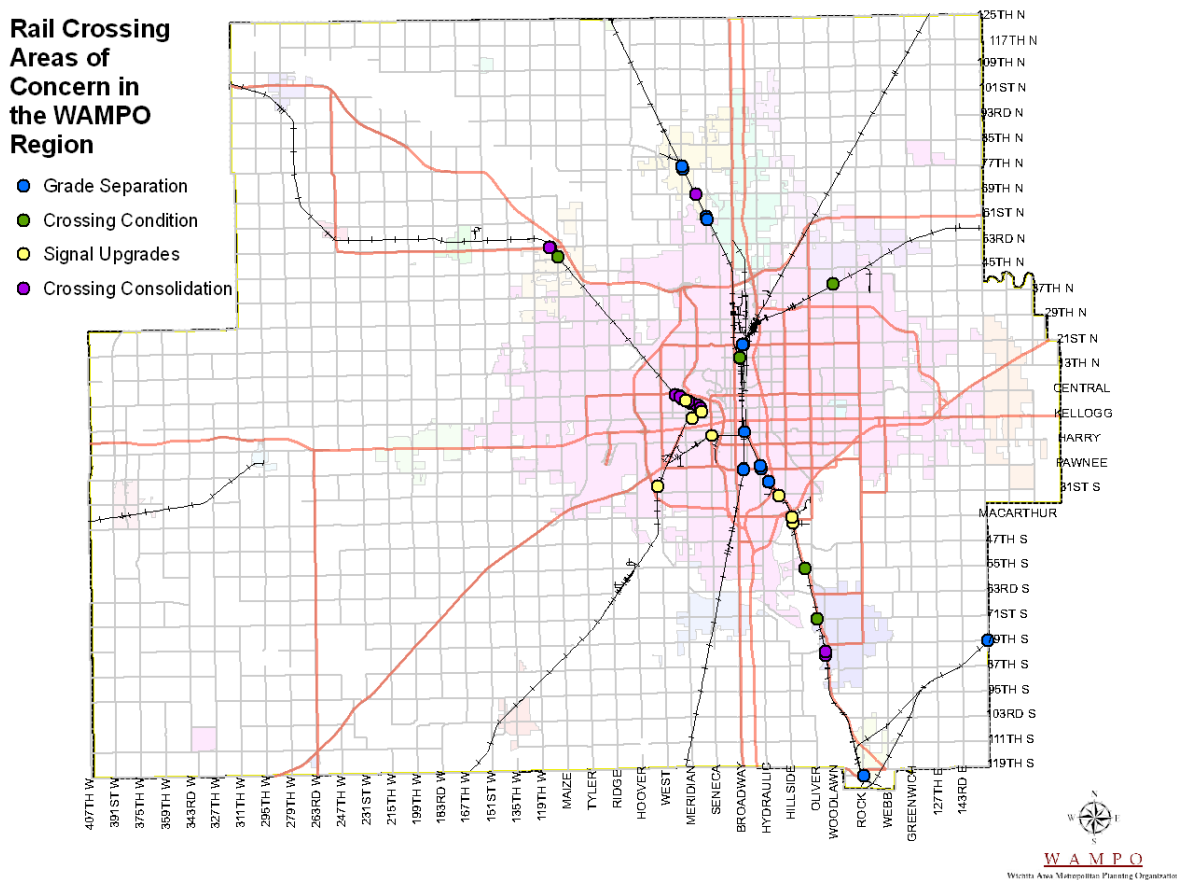 Rail Crossing
Areas of
Concern in
the WAMPO
Region
Grade Separation
Crossing Condition
Signal Upgrades
Crossing Consolidation
125TH N
117TH N
109TH N
101ST N
93RD N
85TH N
77TH N
69TH N
61ST N
53RD N
45TH N
37TH N
29TH N
21ST N
13TH N
CENTRAL
KELLOGG
HARRY
PAWNEE
31ST S
MACARTHUR
47TH S
55TH S
63RD S
71ST S
79TH S
87TH S
95TH S
103RD S
111TH S
119TH S
407TH W
391ST W
375TH W
359TH W
343RD W
327TH W
311TH W
295TH W
279TH W
263RD W
247TH W
231ST W
215TH W
199TH W
183RD W
167TH W
151ST W
135TH W
119TH W
MAIZE
TYLER
RIDGE
HOOVER
WEST
MERIDIAN
SENECA
BROADWAY
HYDRAULIC
HILLSIDE
OLIVER
WOODLAWN
ROCK
WEBB
GREENWICH
127TH E
143RD E
N
W E
S
WAMPO
Wichita Area Metropolitan Planning Organization